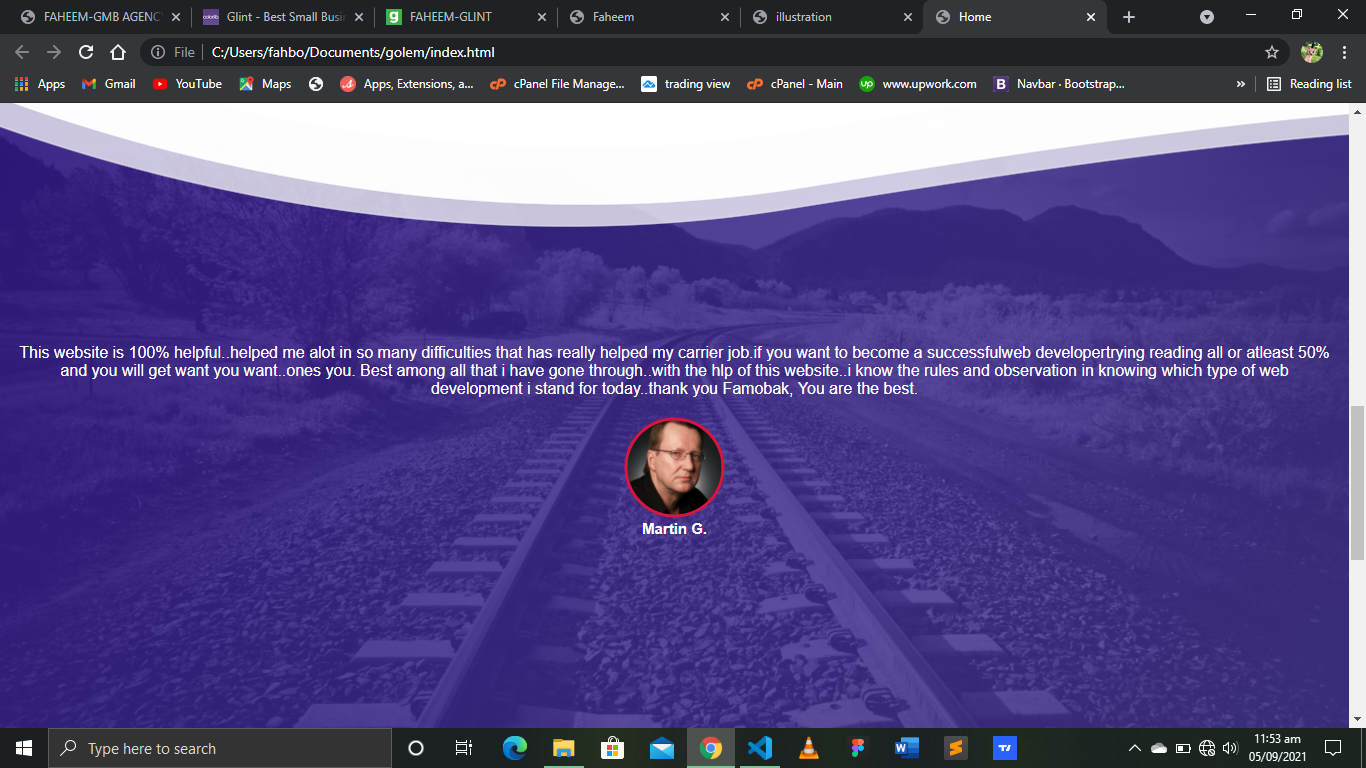 FAHEEM-GMB AGENC
Glint - Best Small Busi
FAHEEM-GLINT
Faheem
illustration
Home
File
C:/Users/fahbo/Documents/golem/index.html
Apps
Gmail
YouTube
Maps
Apps, Extensions, a...
cPanel File Manage...
trading view
cPanel - Main
www.upwork.com
Navbar · Bootstrap...
»
Reading list
This website is 100% helpful..helped me alot in so many difficulties that has really helped my carrier job.if you want to become a successfulweb developertrying reading all or atleast 50%
and you will get want you want..ones you. Best among all that i have gone through..with the hlp of this website..i know the rules and observation in knowing which type of web
development i stand for today..thank you Famobak, You are the best.
Martin G.
Type here to search
11:53 am
05/09/2021